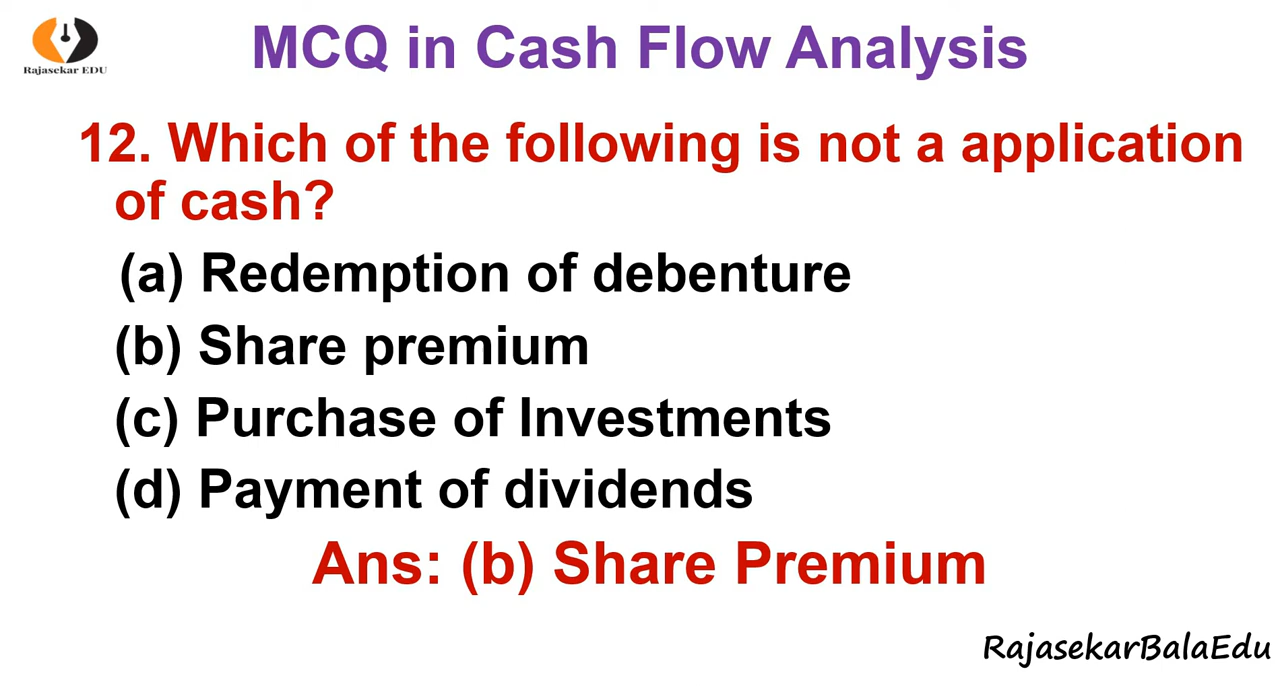 Rajasekar EDU
MCQ in Cash Flow Analysis
12. Which of the following is not a application
of cash?
(a) Redemption of debenture
(b) Share premium
(c) Purchase of Investments
(d) Payment of dividends
Ans: (b) Share Premium
RajasekarBalaEdu